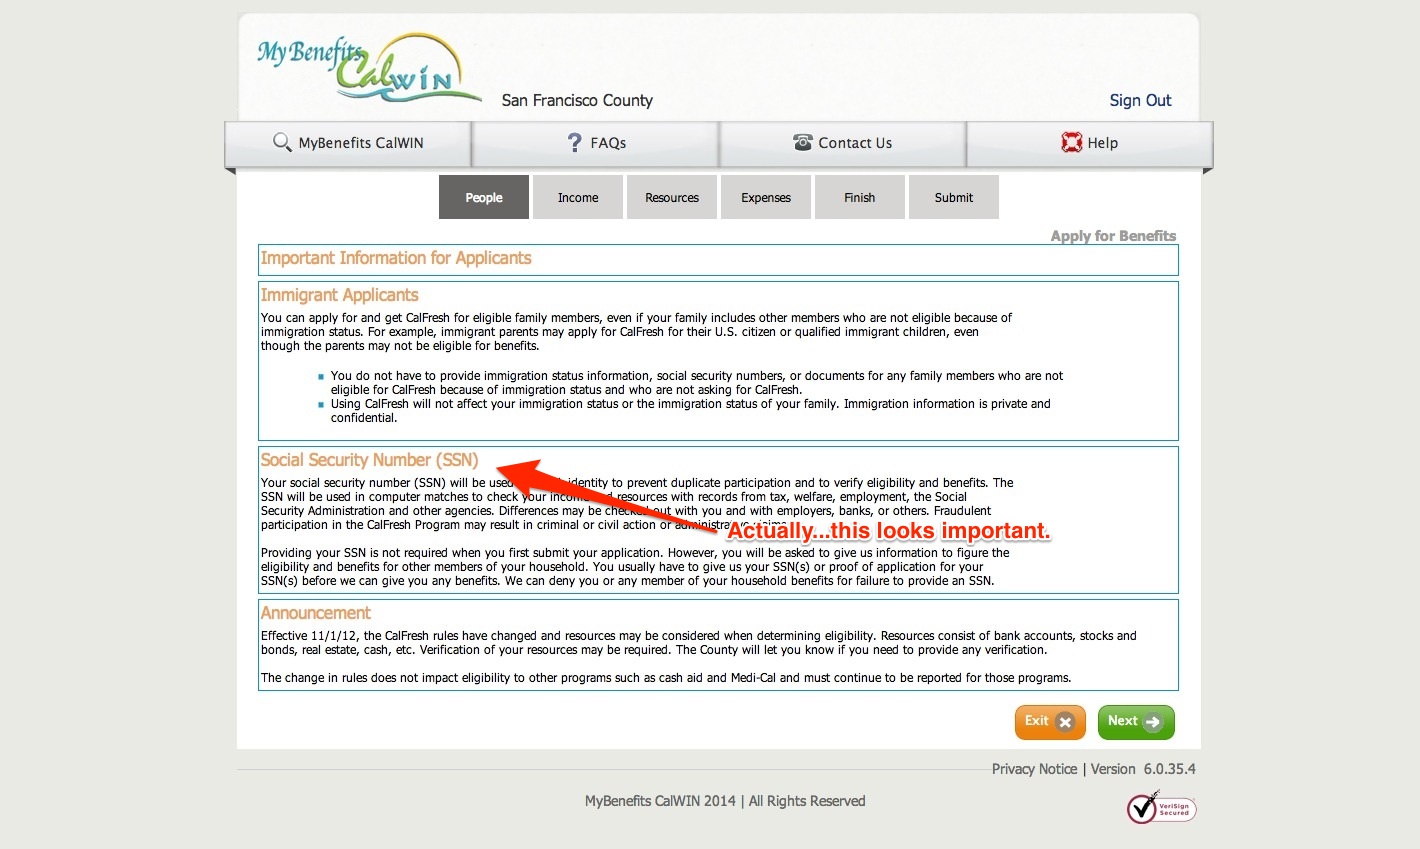 My Benefits
CalWIN
San Francisco County
Sign Out
MyBenefits CalWIN
FAQs
Contact Us
Help
People
Income
Resources
Expenses
Finish
Submit
Apply for Benefits
Important Information for Applicants
Immigrant Applicants
You can apply for and get CalFresh for eligible family members, even if your family includes other members who are not eligible because of
immigration status. For example, immigrant parents may apply for CalFresh for their U.S. citizen or qualified immigrant children, even
though the parents may not be eligible for benefits.
You do not have to provide immigration status information, social security numbers, or documents for any family members who are not
eligible for CalFresh because of immigration status and who are not asking for CalFresh.
Using CalFresh will not affect your immigration status or the immigration status of your family. Immigration information is private and
confidential.
Social Security Number (SSN)
Your social security number (SSN) will be used identity to prevent duplicate participation and to verify eligibility and benefits. The
SSN will be used in computer matches to check your income and resources with records from tax, welfare, employment, the Social
Security Administration and other agencies. Differences may be checked out with you and with employers, banks, or others. Fraudulent
participation in the CalFresh Program may result in criminal or civil action or administrative claims.
Actually...this looks important.
Providing your SSN is not required when you first submit your application. However, you will be asked to give us information to figure the
eligibility and benefits for other members of your household. You usually have to give us your SSN(s) or proof of application for your
SSN(s) before we can give you any benefits. We can deny you or any member of your household benefits for failure to provide an SSN.
Announcement
Effective 11/1/12, the CalFresh rules have changed and resources may be considered when determining eligibility. Resources consist of bank accounts, stocks and
bonds, real estate, cash, etc. Verification of your resources may be required. The County will let you know if you need to provide any verification.
The change in rules does not impact eligibility to other programs such as cash aid and Medi-Cal and must continue to be reported for those programs.
Exit
Next
Privacy Notice | Version 6.0.35.4
MyBenefits CalWIN 2014 | All Rights Reserved
VeriSign
Secured